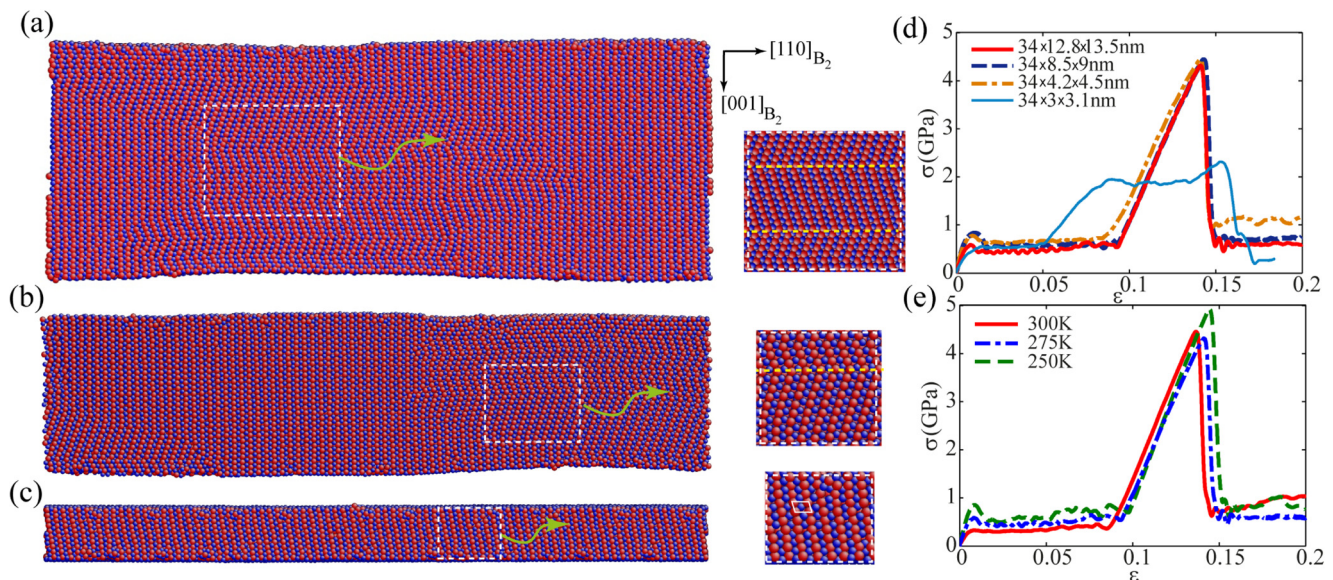 (a)
[110]B2
[001]B2
(b)
(c)
(d)
5
4
3
2
1
0
σ(GPa)
34×12.8×13.5nm
34×8.5×9nm
34×4.2×4.5nm
34×3×3.1nm
0
0.05
0.1
0.15
0.2
ε
(e)
5
4
3
2
1
0
σ(GPa)
300K
275K
250K
0
0.05
0.1
0.15
0.2
ε